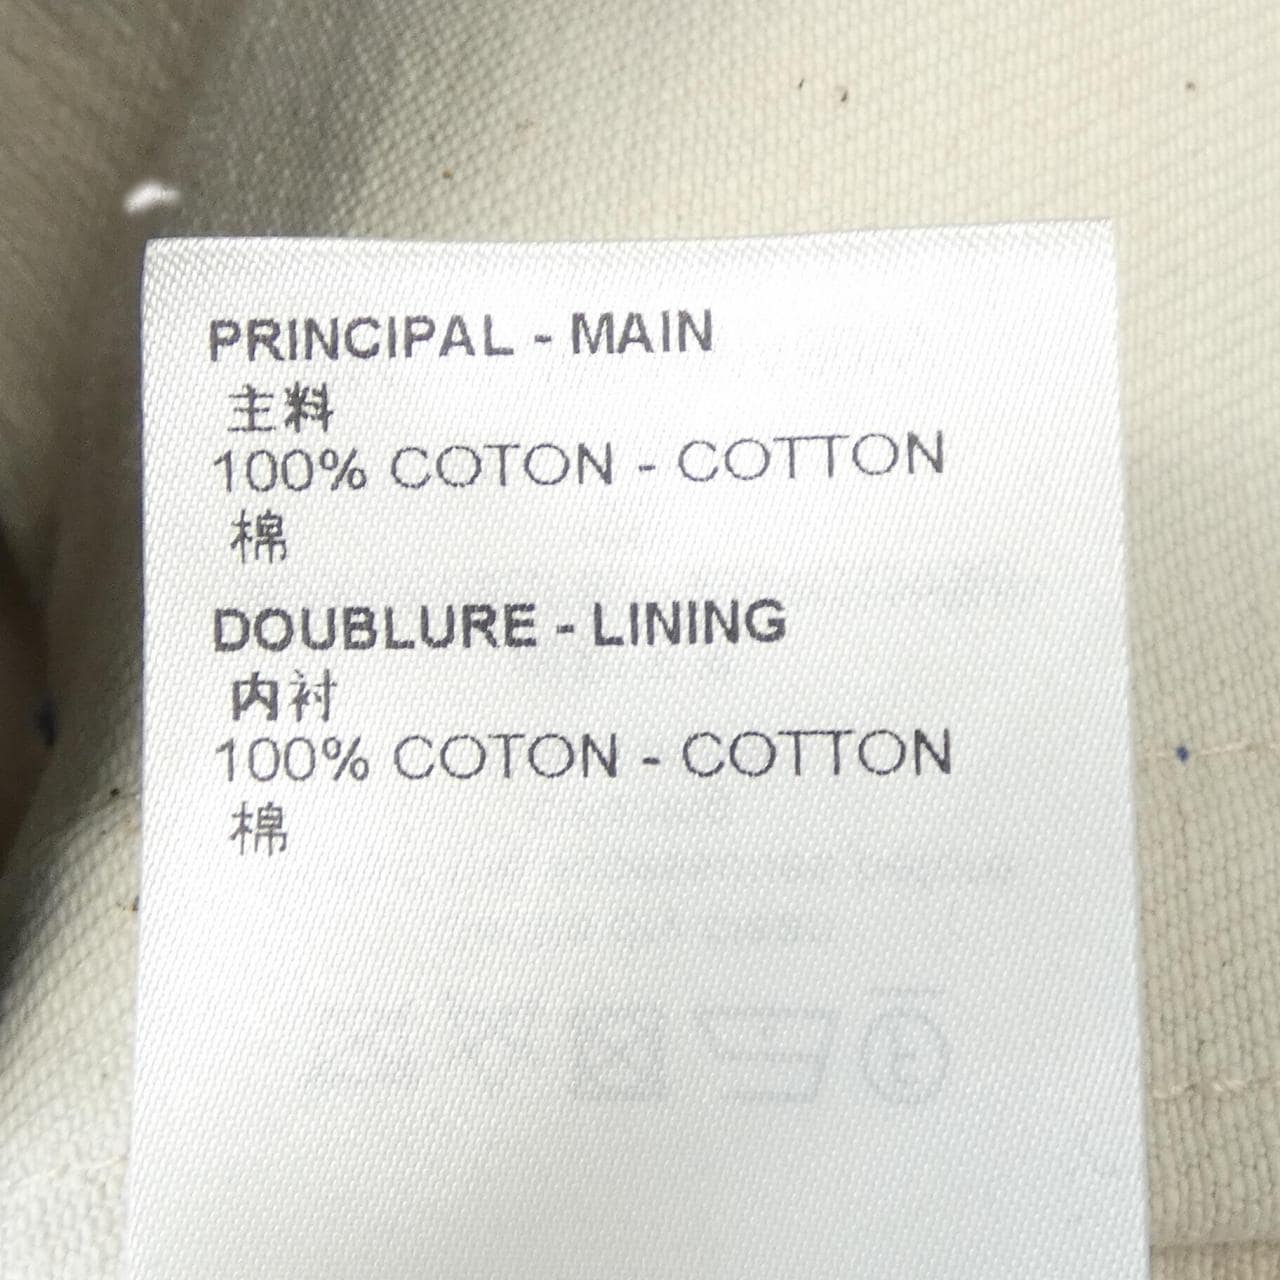 PRINCIPAL - MAIN
主料
100% COTON - COTTON
棉
DOUBLURE - LINING
内衬
100% COTON - COTTON
棉